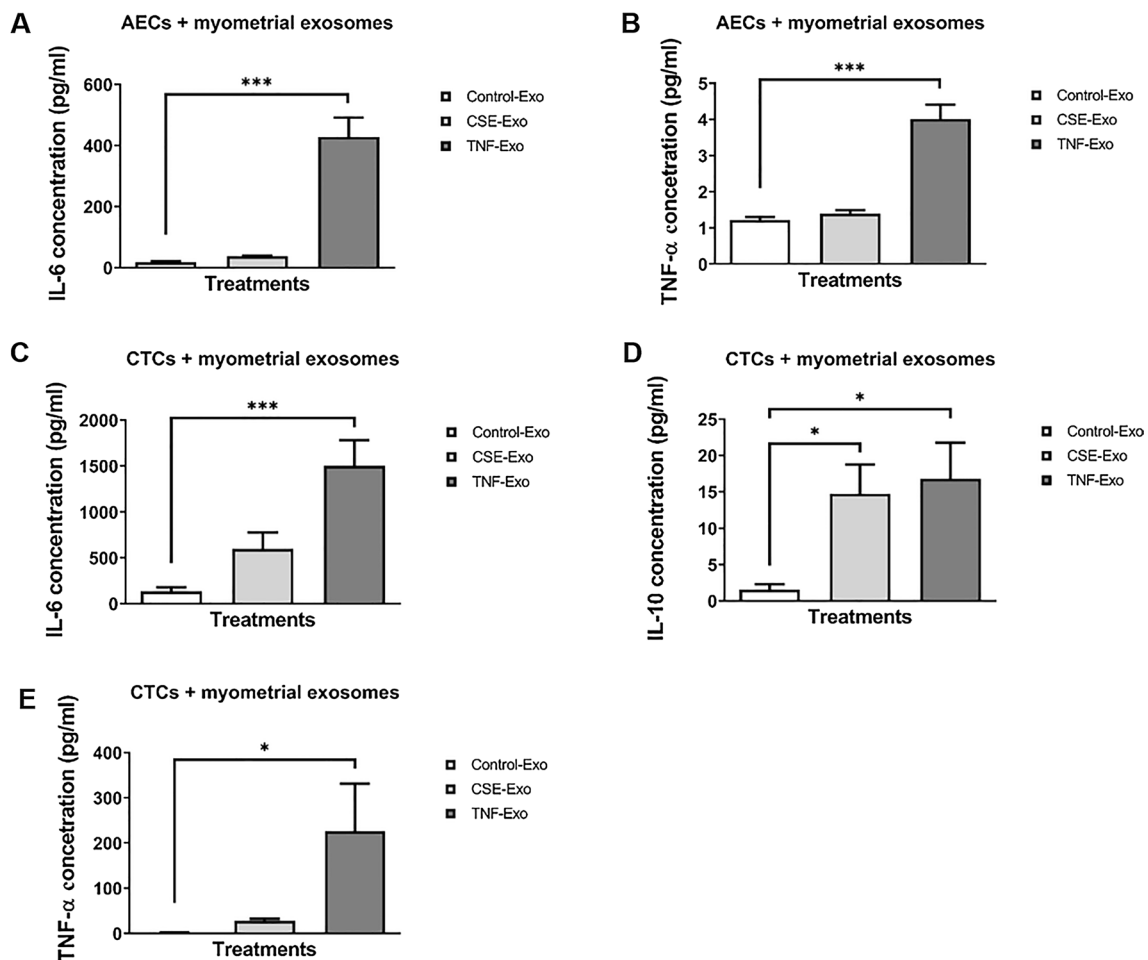 A
AECs + myometrial exosomes
IL-6 concentration (pg/ml)
600
400
200
0
***
Treatments
Control-Exo
CSE-Exo
TNF-Exo
B
AECs + myometrial exosomes
TNF-α concetration (pg/ml)
5
4
3
2
1
0
***
Treatments
Control-Exo
CSE-Exo
TNF-Exo
C
CTCs + myometrial exosomes
IL-6 concentration (pg/ml)
2000
1500
1000
500
0
***
Treatments
Control-Exo
CSE-Exo
TNF-Exo
D
CTCs + myometrial exosomes
IL-10 concentration (pg/ml)
25
20
15
10
5
0
*
*
Treatments
Control-Exo
CSE-Exo
TNF-Exo
E
CTCs + myometrial exosomes
TNF-α concetration (pg/ml)
400
300
200
100
0
*
Treatments
Control-Exo
CSE-Exo
TNF-Exo